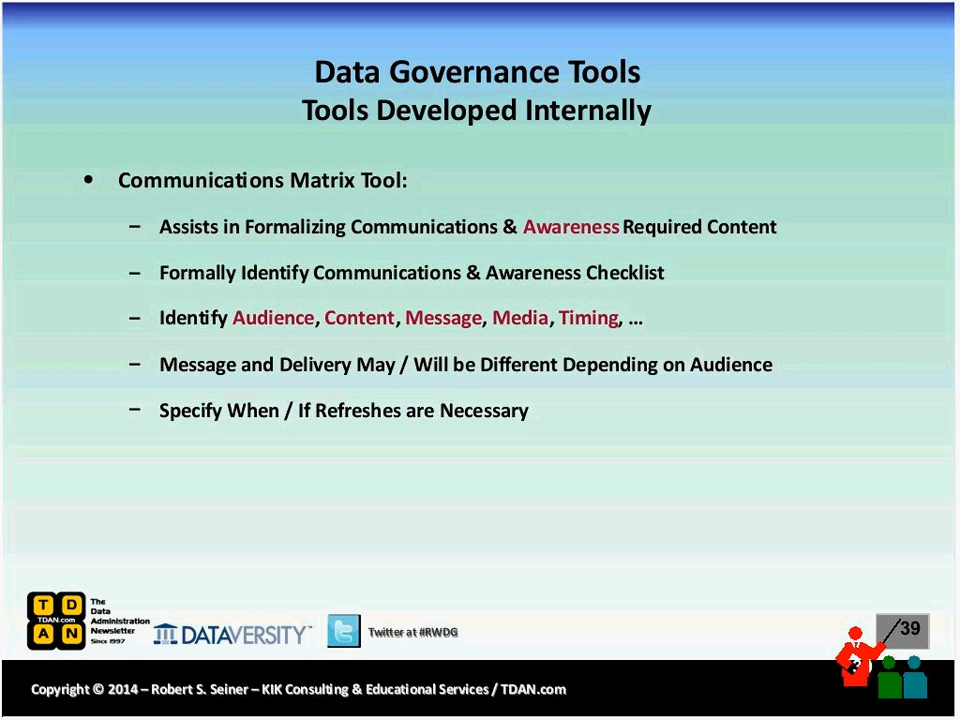 Data Governance Tools
Tools Developed Internally
• Communications Matrix Tool:
– Assists in Formalizing Communications & Awareness Required Content
– Formally Identify Communications & Awareness Checklist
– Identify Audience, Content, Message, Media, Timing, ...
– Message and Delivery May / Will be Different Depending on Audience
– Specify When / If Refreshes are Necessary
T D
TDAN.com
A N
The
Data
Administration
Newsletter
Since 1997
DATAVERSITY™
Twitter at #RWDG
39
Copyright © 2014 – Robert S. Seiner – KIK Consulting & Educational Services / TDAN.com